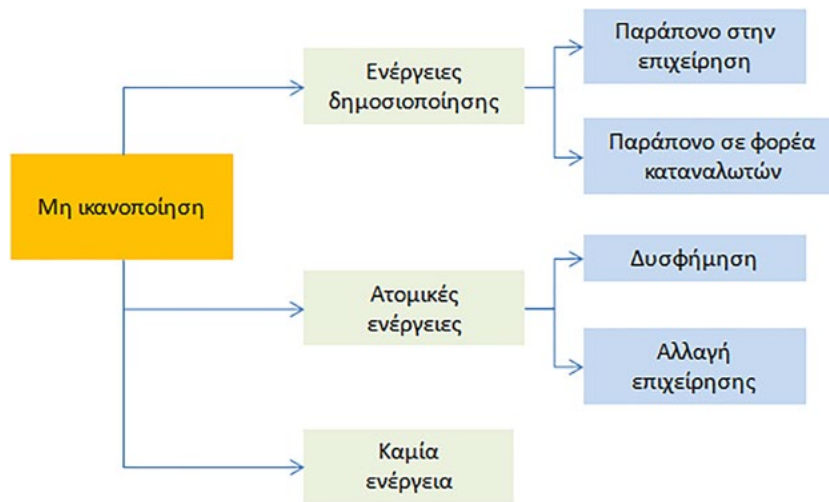 Μη ικανοποίηση
Ενέργειες
δημοσιοποίησης
Παράπονο στην
επιχείρηση
Παράπονο σε φορέα
καταναλωτών
Ατομικές
ενέργειες
Δυσφήμηση
Αλλαγή
επιχείρησης
Καμία
ενέργεια